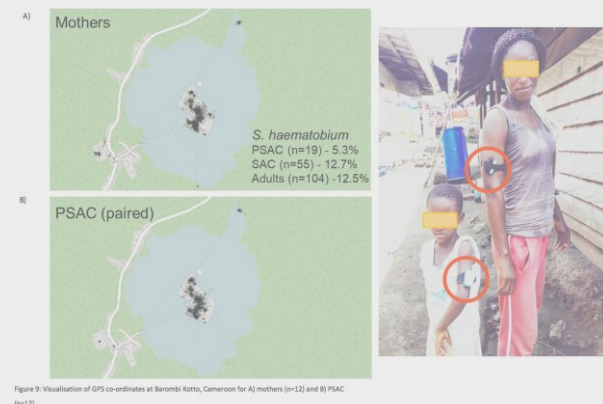 A)
Mothers
S. haematobium
PSAC (n=19) - 5.3%
SAC (n=55) - 12.7%
Adults (n=104) -12.5%
B)
PSAC (paired)
Figure 9: Visualisation of GPS co-ordinates at Barombi Kotto, Cameroon for A) mothers (n=12) and B) PSAC
(n=12)